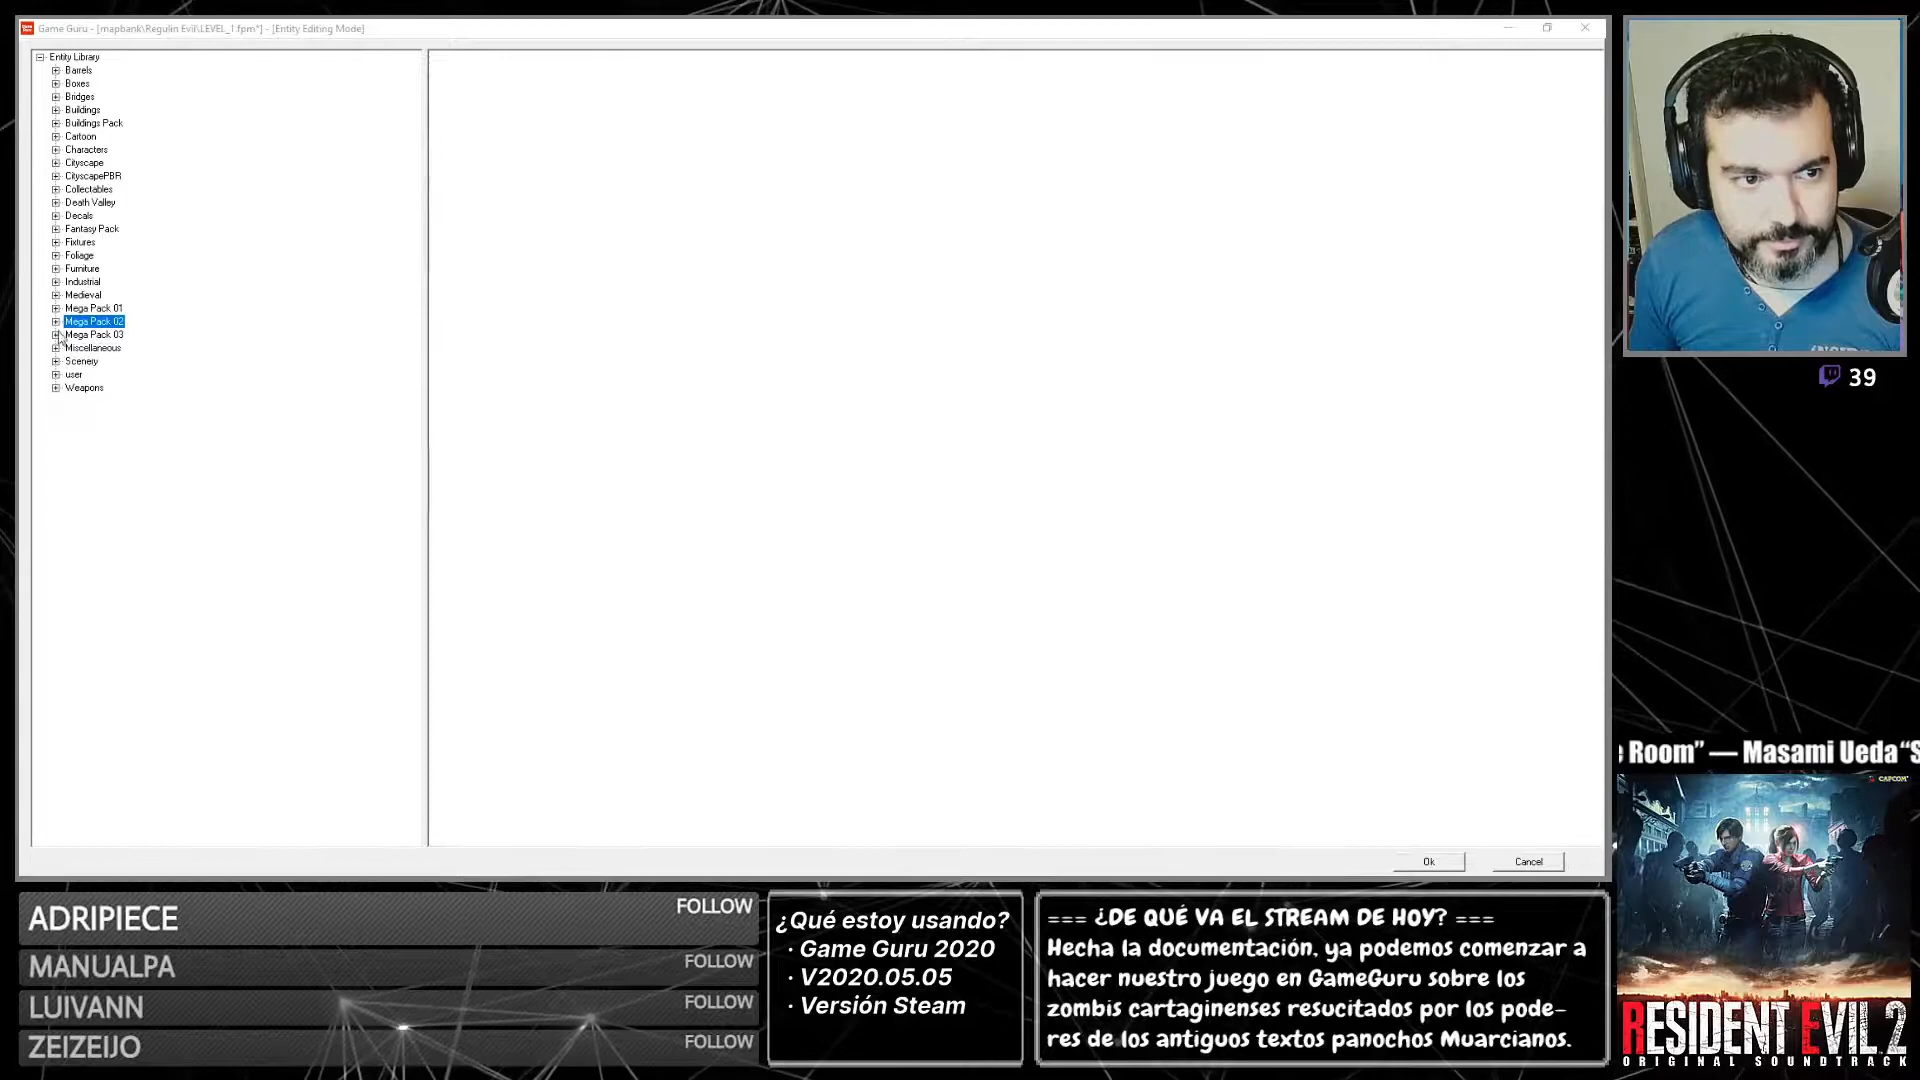 Game Guru - [mapbank\Regulin Evil\LEVEL_1.fpm*] - [Entity Editing Mode]
Entity Library
Barrels
Boxes
Bridges
Buildings
Buildings Pack
Cartoon
Characters
Cityscape
CityscapePBR
Collectables
Death Valley
Decals
Fantasy Pack
Fixtures
Foliage
Furniture
Industrial
Medieval
Mega Pack 01
Mega Pack 02
Mega Pack 03
Miscellaneous
Scenery
user
Weapons
Ok
Cancel
39
Room” — Masami Ueda “S
CAPCOM
RESIDENT EVIL 2
ORIGINAL SOUNDTRACK
ADRIPIECE FOLLOW
MANUALPA FOLLOW
LUIVANN FOLLOW
ZEIZEIJO FOLLOW
¿Qué estoy usando?
· Game Guru 2020
· V2020.05.05
· Versión Steam
=== ¿DE QUÉ VA EL STREAM DE HOY? ===
Hecha la documentación, ya podemos comenzar a
hacer nuestro juego en GameGuru sobre los
zombis cartaginenses resucitados por los pode-
res de los antiguos textos panochos Muarcianos.